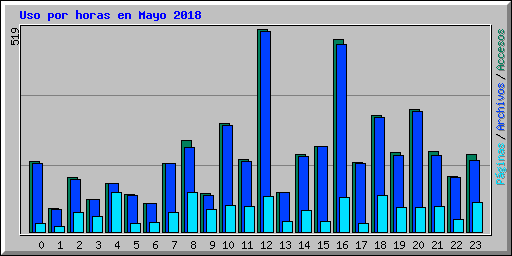 Uso por horas en Mayo 2018
519
Páginas / Archivos / Accesos
0 1 2 3 4 5 6 7 8 9 10 11 12 13 14 15 16 17 18 19 20 21 22 23